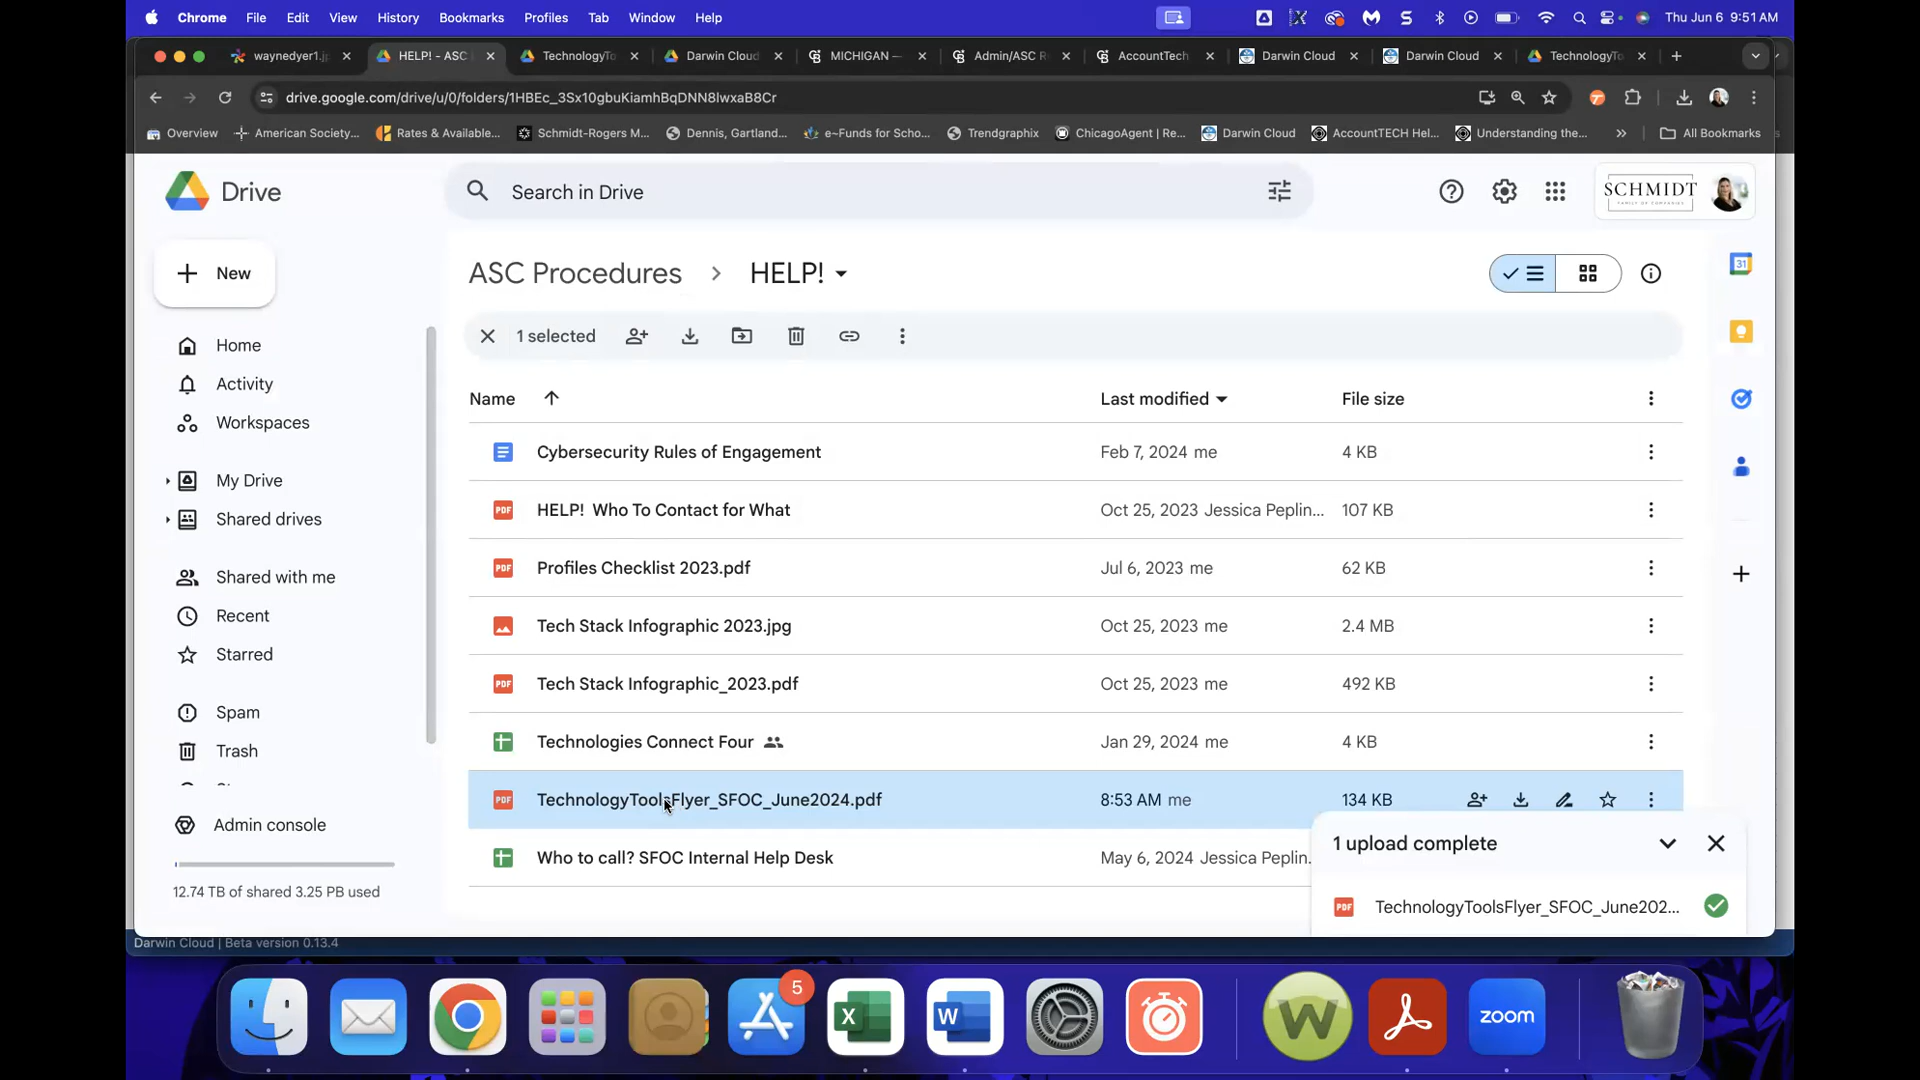 Chrome File Edit View History Bookmarks Profiles Tab Window Help Thu Jun 6 9:51 AM
waynedyer1.j HELP! - ASC TechnologyTo Darwin Cloud MICHIGAN — Admin/ASC R AccountTech Darwin Cloud Darwin Cloud TechnologyTo
drive.google.com/drive/u/0/folders/1HBEc_3Sx10gbuKiamhBqDNN8lwxaB8Cr
Overview American Society... Rates & Available... Schmidt-Rogers M... Dennis, Gartland... e~Funds for Scho... Trendgraphix ChicagoAgent | Re... Darwin Cloud AccountTECH Hel... Understanding the... » All Bookmarks
Drive Search in Drive SCHMIDT
FAMILY OF COMPANIES
New
ASC Procedures > HELP!
1 selected
Home
Activity
Workspaces
My Drive
Shared drives
Shared with me
Recent
Starred
Spam
Trash
Admin console
12.74 TB of shared 3.25 PB used
Name Last modified File size
Cybersecurity Rules of Engagement Feb 7, 2024 me 4 KB
PDF HELP! Who To Contact for What Oct 25, 2023 Jessica Peplin... 107 KB
PDF Profiles Checklist 2023.pdf Jul 6, 2023 me 62 KB
Tech Stack Infographic 2023.jpg Oct 25, 2023 me 2.4 MB
PDF Tech Stack Infographic_2023.pdf Oct 25, 2023 me 492 KB
Technologies Connect Four Jan 29, 2024 me 4 KB
PDF TechnologyToolsFlyer_SFOC_June2024.pdf 8:53 AM me 134 KB
Who to call? SFOC Internal Help Desk May 6, 2024 Jessica Peplin.
1 upload complete
PDF TechnologyToolsFlyer_SFOC_June202...
31
Darwin Cloud | Beta version 0.13.4
5
X W W zoom